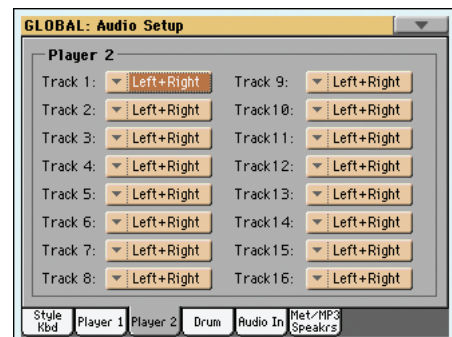 GLOBAL: Audio Setup
Player 2
Track 1: Left+Right Track 9: Left+Right
Track 2: Left+Right Track10: Left+Right
Track 3: Left+Right Track11: Left+Right
Track 4: Left+Right Track12: Left+Right
Track 5: Left+Right Track13: Left+Right
Track 6: Left+Right Track14: Left+Right
Track 7: Left+Right Track15: Left+Right
Track 8: Left+Right Track16: Left+Right
Style Kbd Player 1 Player 2 Drum Audio In Met/MP3 Speakrs